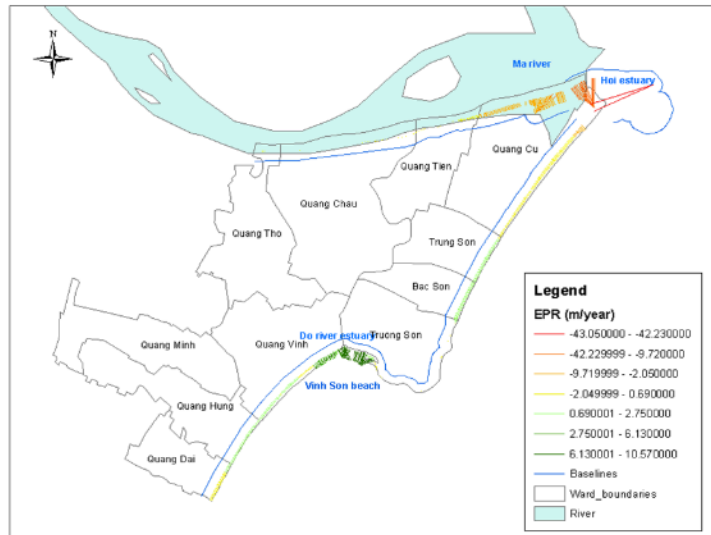 N
Ma river
Hoi estuary
Quang Cu
Quang Tien
Quang Chau
Quang Tho
Trung Son
Bac Son
Do river estuary
Truong Son
Quang Minh
Quang Vinh
Vinh Son beach
Quang Hung
Quang Dai
Legend
EPR (m/year)
-43.050000 - -42.230000
-42.229999 - -9.720000
-9.719999 - -2.050000
-2.049999 - 0.690000
0.690001 - 2.750000
2.750001 - 6.130000
6.130001 - 10.570000
Baselines
Ward_boundaries
River